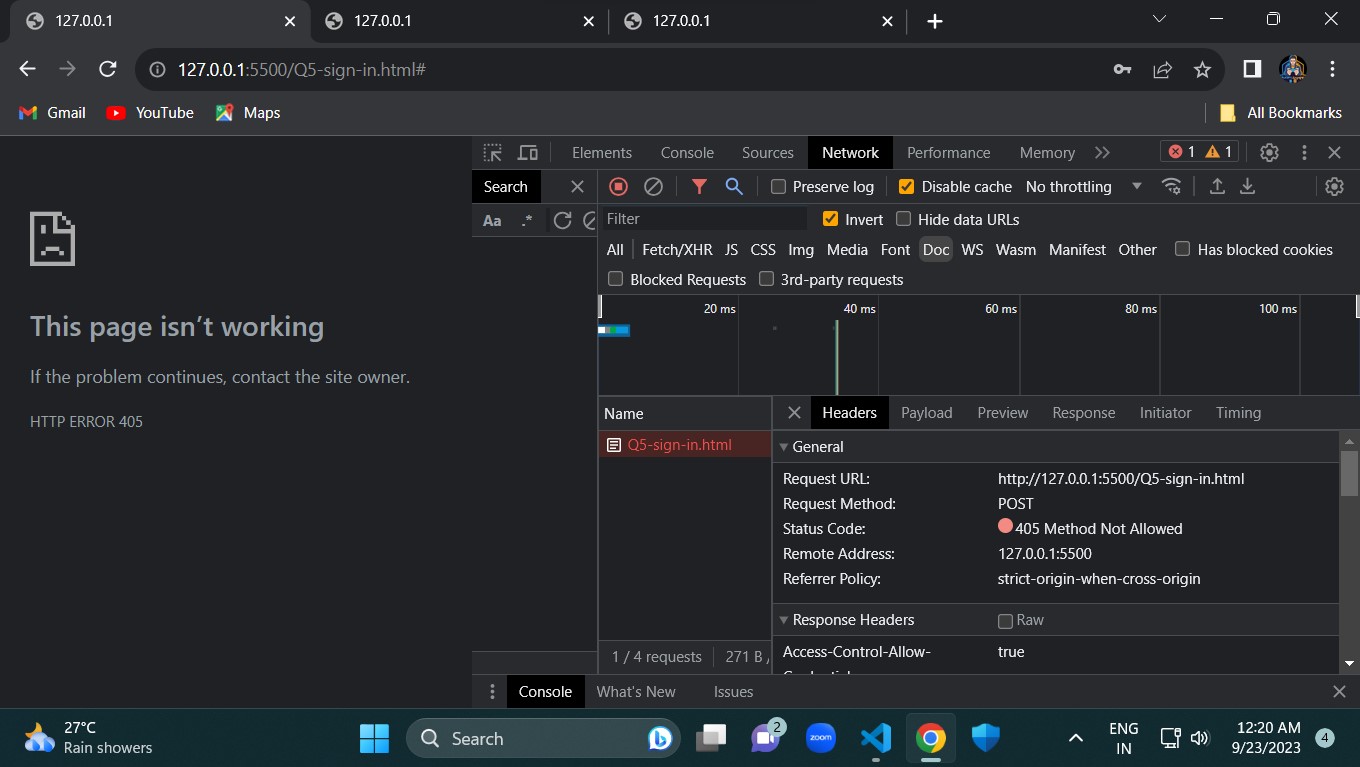 127.0.0.1
127.0.0.1
127.0.0.1
127.0.0.1:5500/Q5-sign-in.html#
Gmail YouTube Maps All Bookmarks
Elements Console Sources Network Performance Memory 1 1
Search Preserve log Disable cache No throttling
Aa .* Filter Invert Hide data URLs
All Fetch/XHR JS CSS Img Media Font Doc WS Wasm Manifest Other Has blocked cookies
Blocked Requests 3rd-party requests
20 ms 40 ms 60 ms 80 ms 100 ms
This page isn’t working
If the problem continues, contact the site owner.
HTTP ERROR 405
Name
Q5-sign-in.html
1 / 4 requests 271 B /
Headers Payload Preview Response Initiator Timing
General
Request URL: http://127.0.0.1:5500/Q5-sign-in.html
Request Method: POST
Status Code: 405 Method Not Allowed
Remote Address: 127.0.0.1:5500
Referrer Policy: strict-origin-when-cross-origin
Response Headers Raw
Access-Control-Allow- true
Console What's New Issues
27°C
Rain showers
Search
2
zoom
ENG
IN
12:20 AM
9/23/2023
4